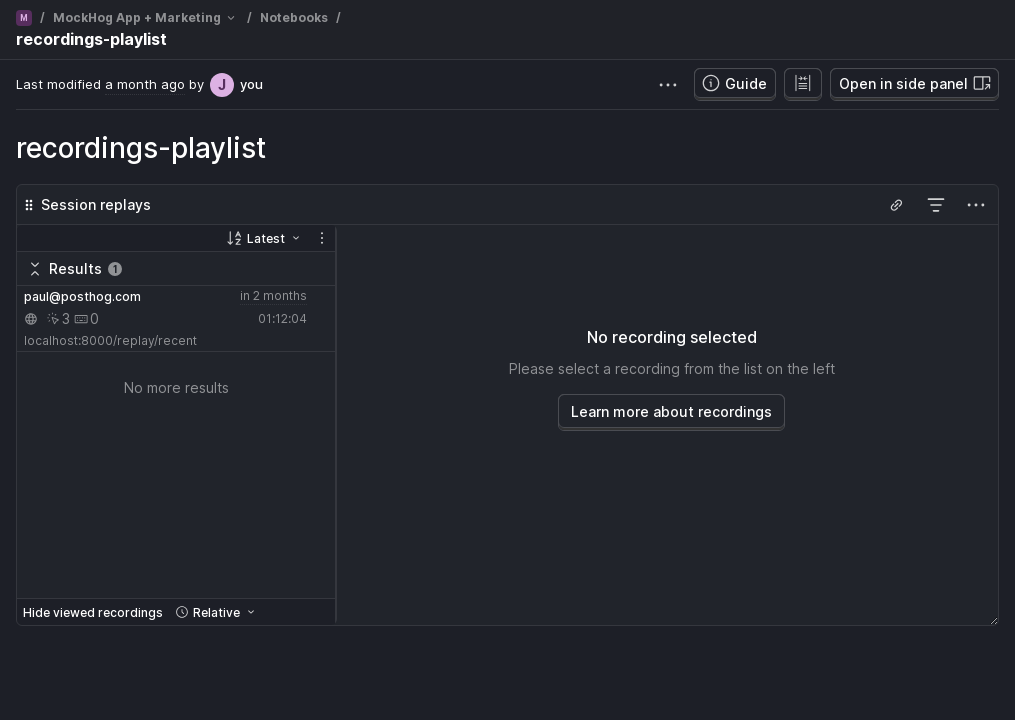 M / MockHog App + Marketing / Notebooks /
recordings-playlist
Last modified a month ago by J you
Guide
Open in side panel
recordings-playlist
Session replays
Latest
Results 1
paul@posthog.com in 2 months
3 0 01:12:04
localhost:8000/replay/recent
No more results
No recording selected
Please select a recording from the list on the left
Learn more about recordings
Hide viewed recordings Relative